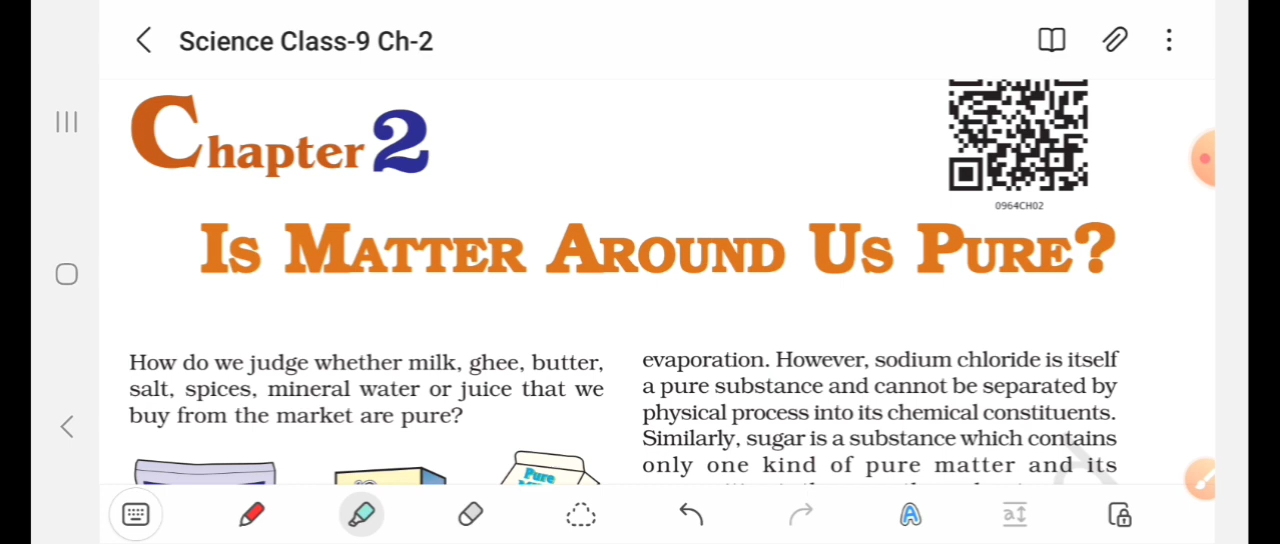 Science Class-9 Ch-2
Chapter 2
0964CH02
IS MATTER AROUND US PURE?
How do we judge whether milk, ghee, butter,
salt, spices, mineral water or juice that we
buy from the market are pure?
Pure
evaporation. However, sodium chloride is itself
a pure substance and cannot be separated by
physical process into its chemical constituents.
Similarly, sugar is a substance which contains
only one kind of pure matter and its